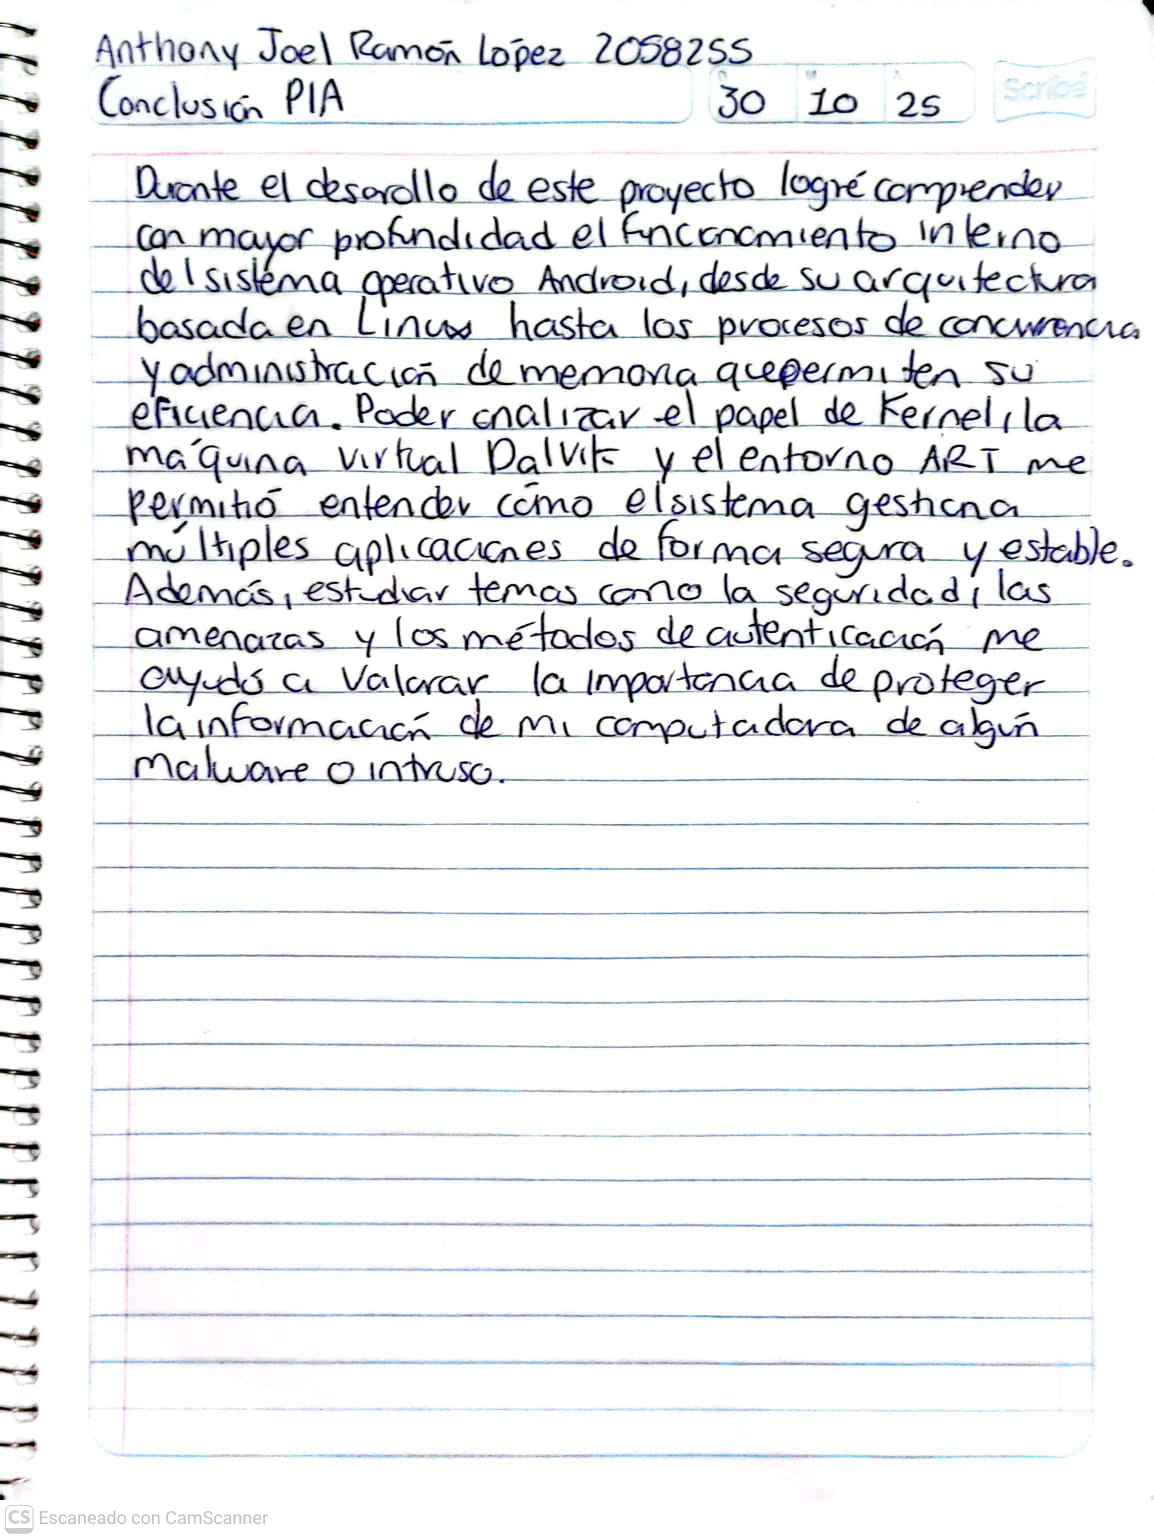 Anthony Joel Ramón López 2058255
Conclusión PIA
D M A
30 10 25
Scribe
Durante el desarollo de este proyecto logré comprender
con mayor profundidad el funcionamiento interno
del sistema operativo Android, desde su arquitectura
basada en Linux hasta los procesos de concurrencia
y administración de memoria que permiten su
eficiencia. Poder analizar el papel de Kernel, la
máquina virtual Dalvik y el entorno ART me
permitió entender cómo el sistema gestiona
múltiples aplicaciones de forma segura y estable.
Además, estudiar temas como la seguridad, las
amenazas y los métodos de autenticación me
ayudó a valorar la importancia de proteger
la información de mi computadora de algún
malware o intruso.
CS Escaneado con CamScanner